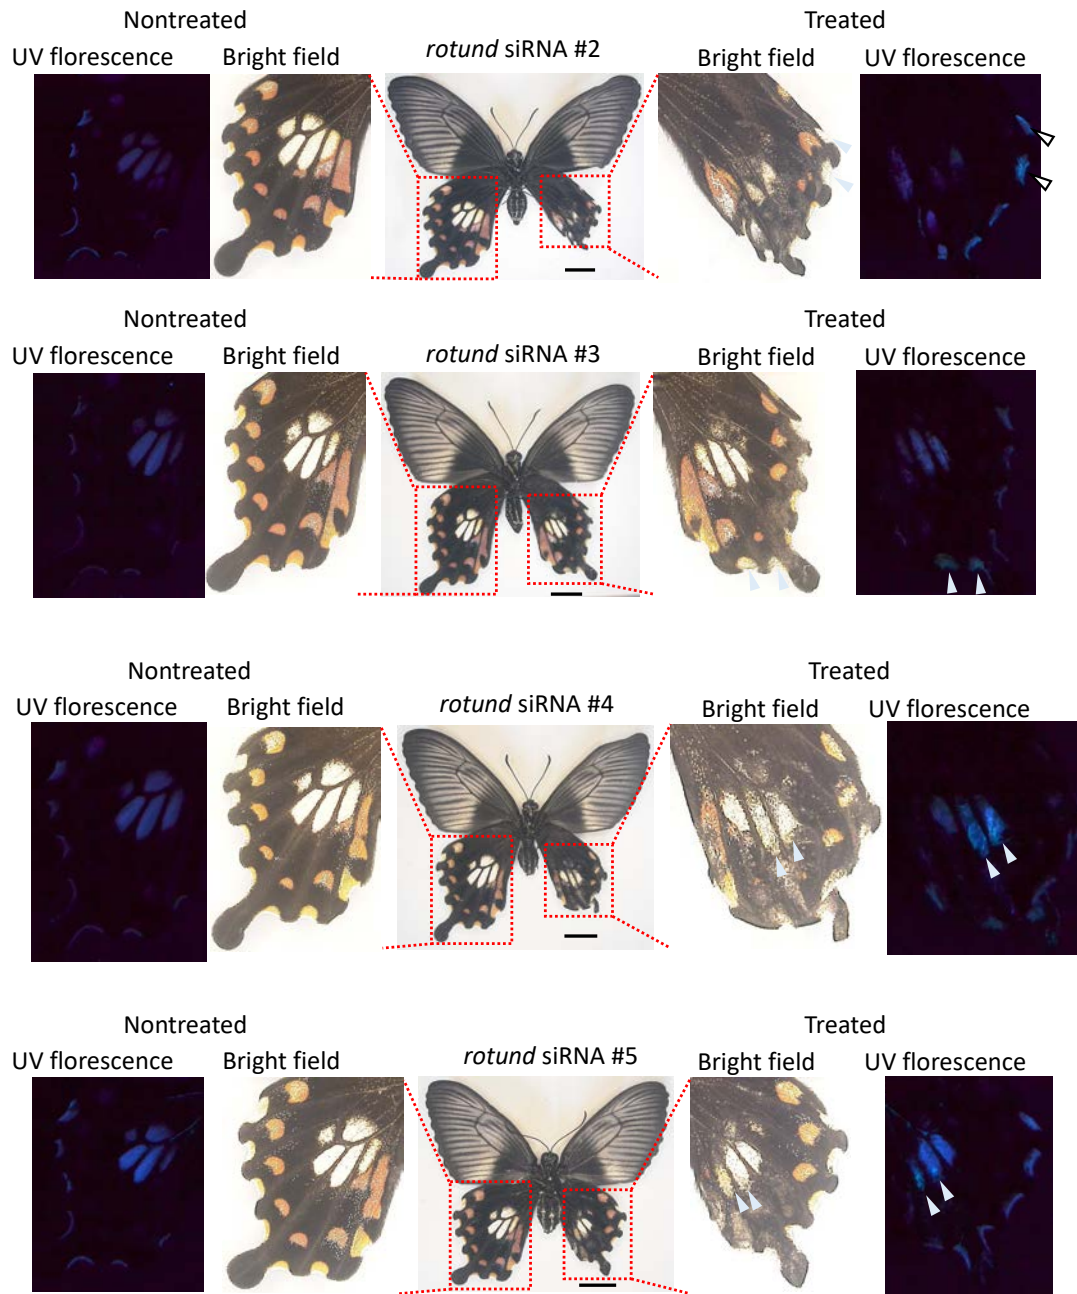 Nontreated Treated
UV florescence Bright field rotund siRNA #2 Bright field UV florescence
Nontreated Treated
UV florescence Bright field rotund siRNA #3 Bright field UV florescence
Nontreated Treated
UV florescence Bright field rotund siRNA #4 Bright field UV florescence
Nontreated Treated
UV florescence Bright field rotund siRNA #5 Bright field UV florescence